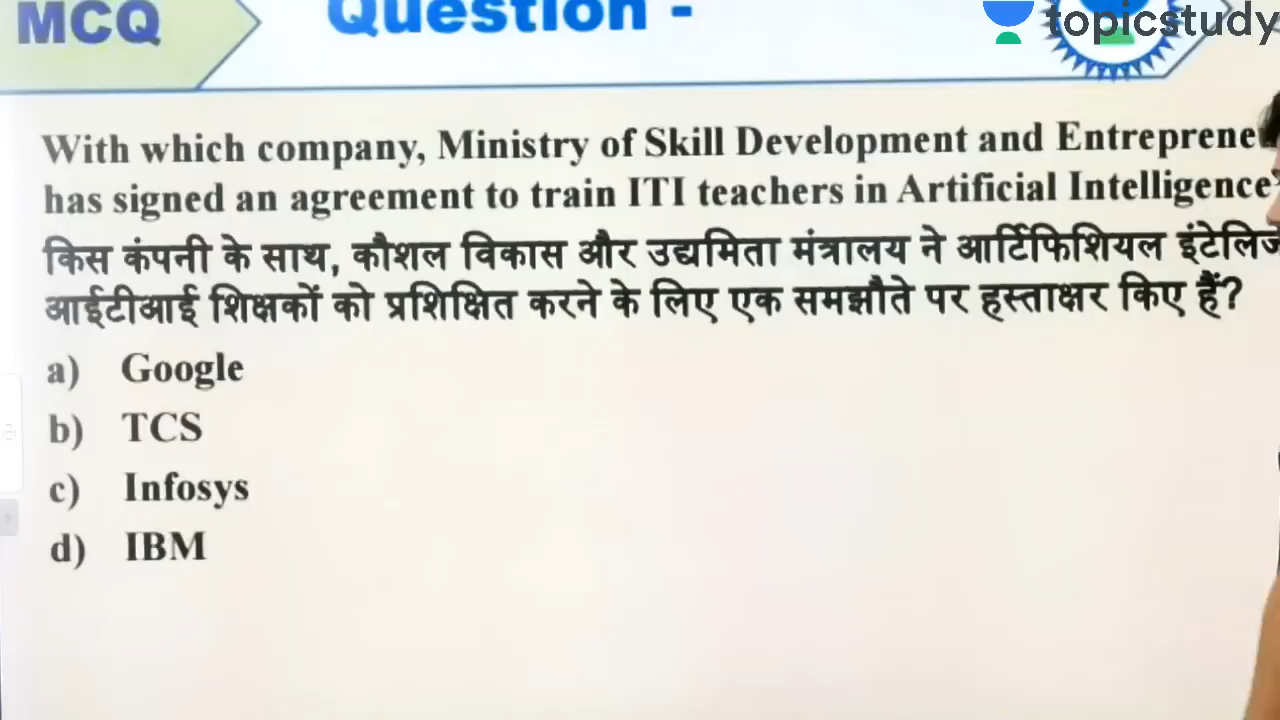 MCQ
Question -
topicstudy
With which company, Ministry of Skill Development and
has signed an agreement to train ITI teachers in Artificial Intelligence?
किस कंपनी के साथ, कौशल विकास और उद्यमिता मंत्रालय ने आर्टिफिशियल
आईटीआई शिक्षकों को प्रशिक्षित करने के लिए एक समझौते पर हस्ताक्षर किए हैं?
a) Google
b) TCS
c) Infosys
d) IBM